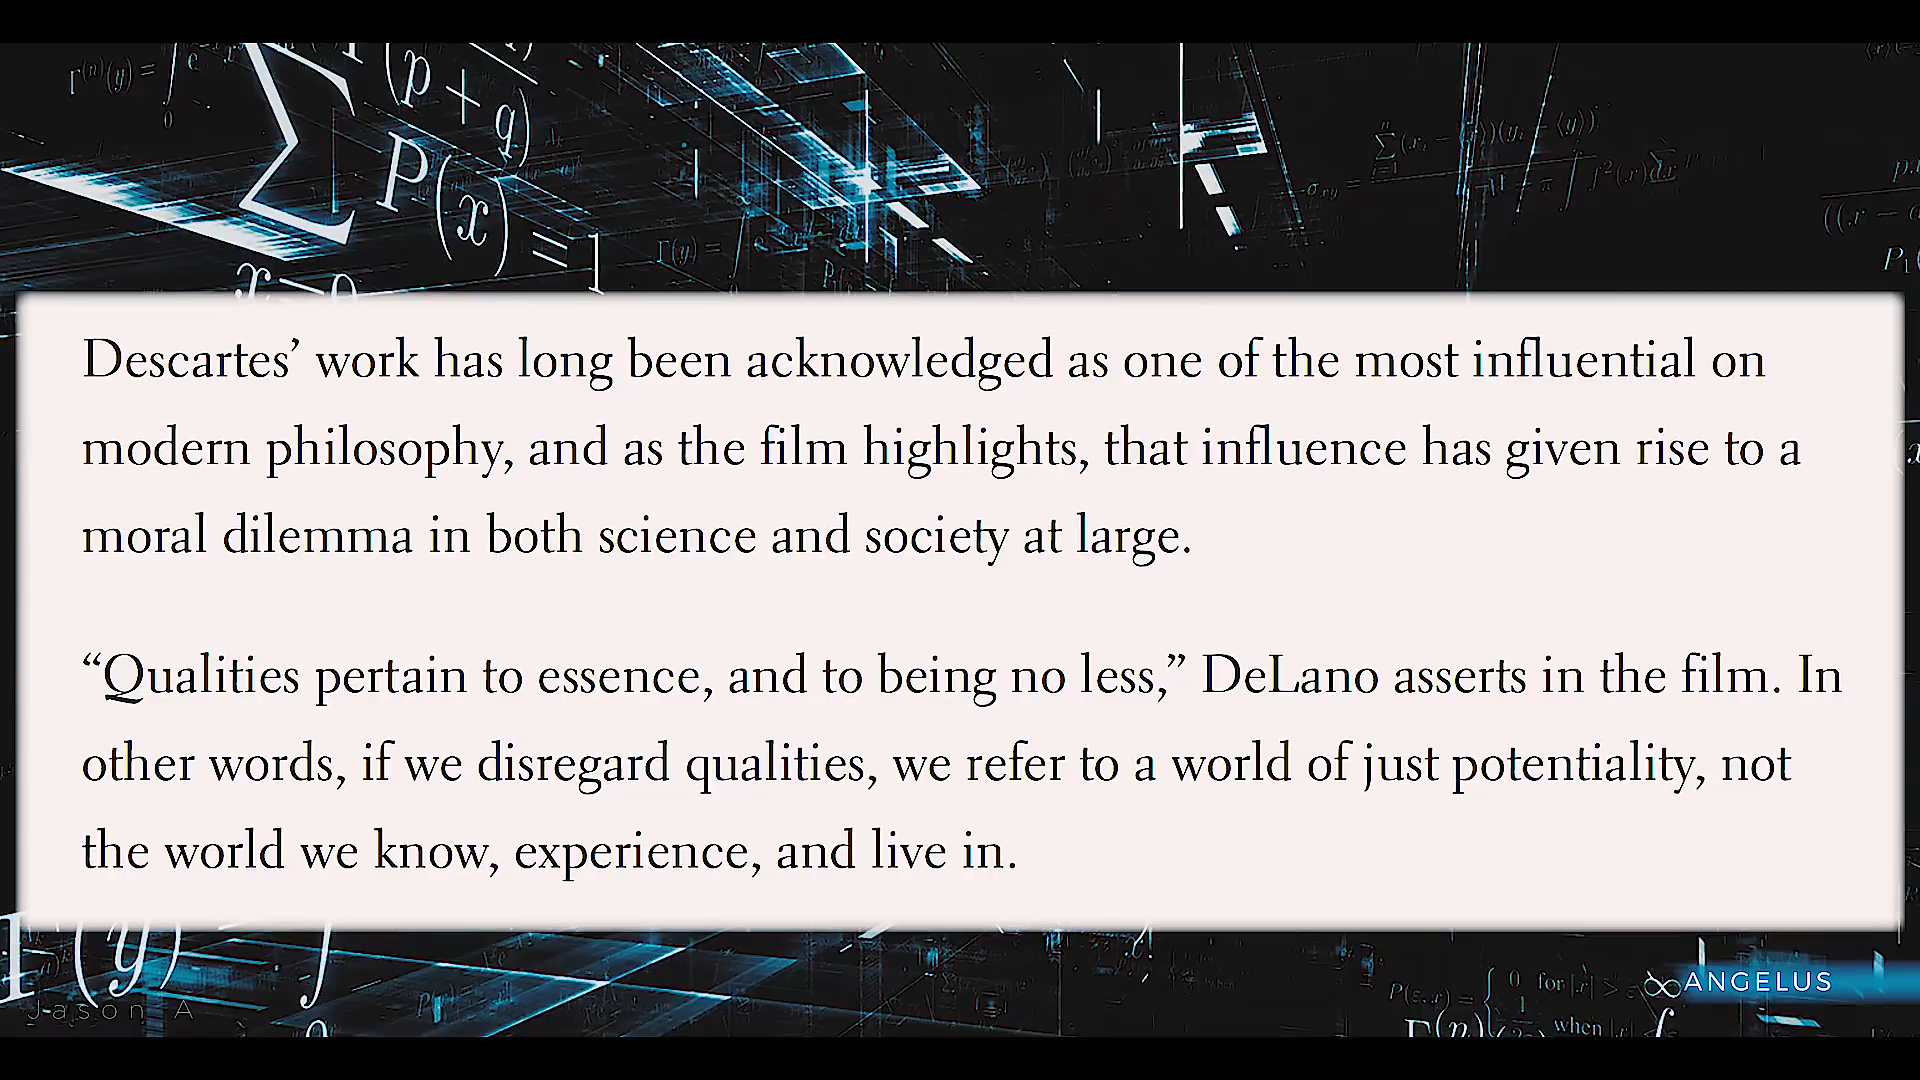 Descartes’ work has long been acknowledged as one of the most influential on
modern philosophy, and as the film highlights, that influence has given rise to a
moral dilemma in both science and society at large.
“Qualities pertain to essence, and to being no less,” DeLano asserts in the film. In
other words, if we disregard qualities, we refer to a world of just potentiality, not
the world we know, experience, and live in.
ANGELUS
Jason A